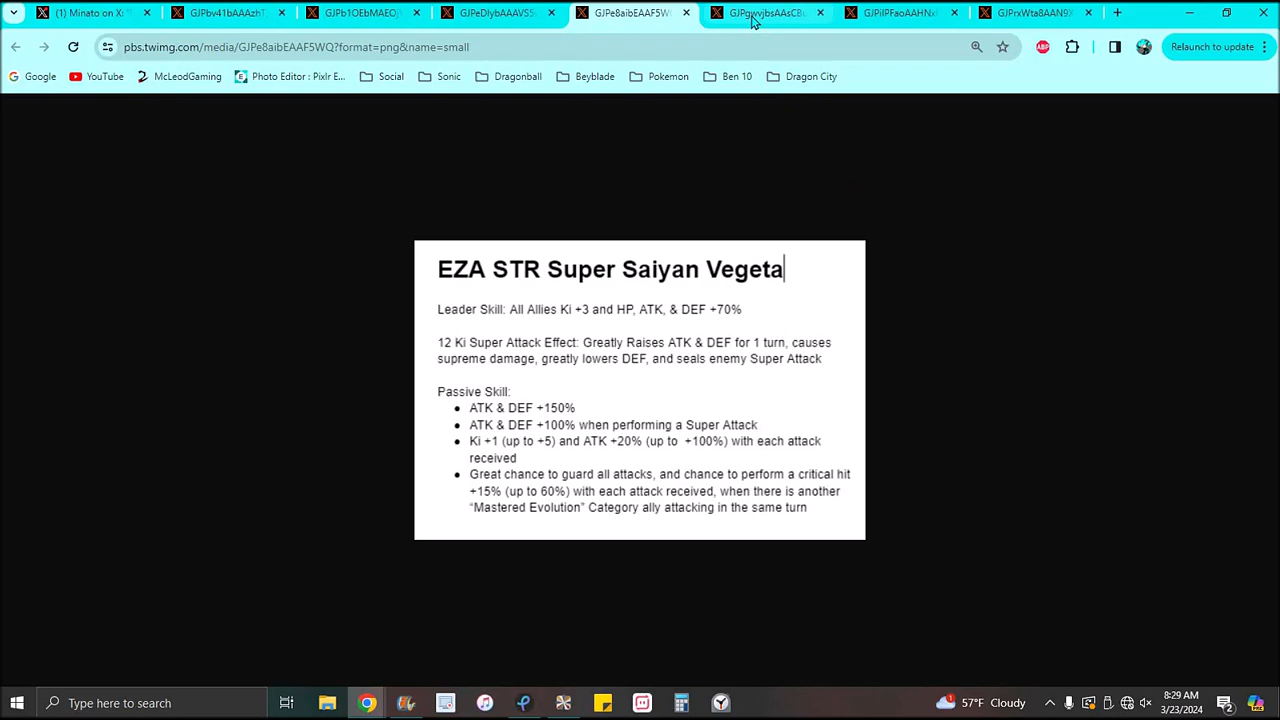 (1) Minato on X: "
GJPbv41bAAAzhT
GJPb1OEbMAEOj
GJPeDlybAAAVS5
GJPe8aibEAAF5W
GJPgwvjbsAAsCB
GJPiIPFaoAAHNx
GJPrxWta8AAN9X
pbs.twimg.com/media/GJPe8aibEAAF5WQ?format=png&name=small
ABP
Relaunch to update
Google
YouTube
McLeodGaming
Photo Editor : Pixlr E...
Social
Sonic
Dragonball
Beyblade
Pokemon
Ben 10
Dragon City
EZA STR Super Saiyan Vegeta
Leader Skill: All Allies Ki +3 and HP, ATK, & DEF +70%
12 Ki Super Attack Effect: Greatly Raises ATK & DEF for 1 turn, causes
supreme damage, greatly lowers DEF, and seals enemy Super Attack
Passive Skill:
• ATK & DEF +150%
• ATK & DEF +100% when performing a Super Attack
• Ki +1 (up to +5) and ATK +20% (up to +100%) with each attack
received
• Great chance to guard all attacks, and chance to perform a critical hit
+15% (up to 60%) with each attack received, when there is another
“Mastered Evolution” Category ally attacking in the same turn
Type here to search
57°F Cloudy
8:29 AM
3/23/2024